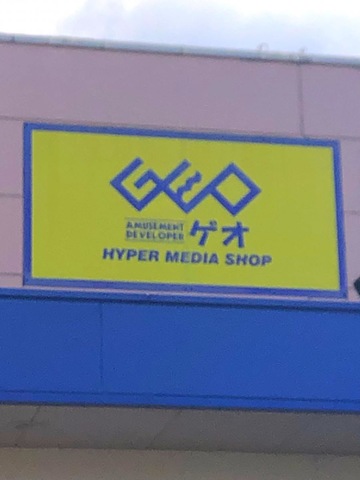 GEO
AMUSEMENT
DEVELOPER
ゲオ
HYPER MEDIA SHOP